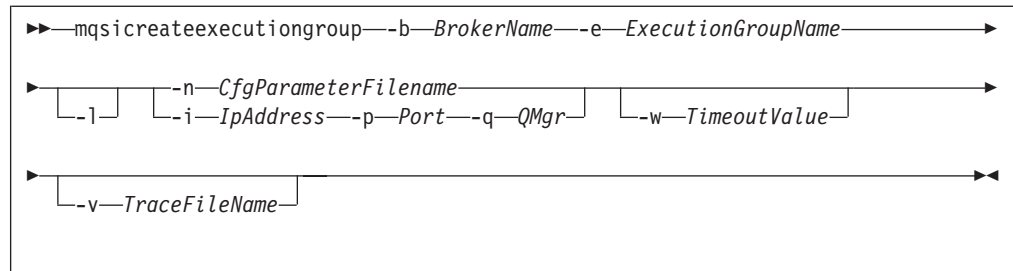 mqsicreateexecutiongroup -b BrokerName -e ExecutionGroupName
-n CfgParameterFilename
-l -i IpAddress -p Port -q QMgr -w TimeoutValue
-v TraceFileName